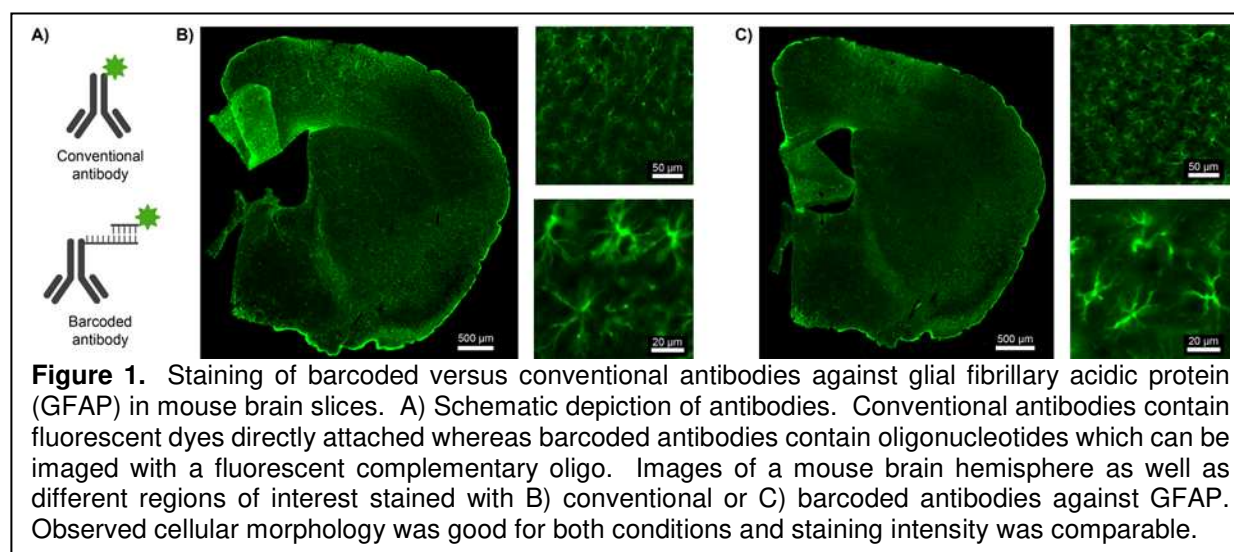 A)
B)
C)
Conventional
antibody
Barcoded
antibody
500 µm
50 µm
20 µm
500 µm
50 µm
20 µm
Figure 1. Staining of barcoded versus conventional antibodies against glial fibrillary acidic protein
(GFAP) in mouse brain slices. A) Schematic depiction of antibodies. Conventional antibodies contain
fluorescent dyes directly attached whereas barcoded antibodies contain oligonucleotides which can be
imaged with a fluorescent complementary oligo. Images of a mouse brain hemisphere as well as
different regions of interest stained with B) conventional or C) barcoded antibodies against GFAP.
Observed cellular morphology was good for both conditions and staining intensity was comparable.